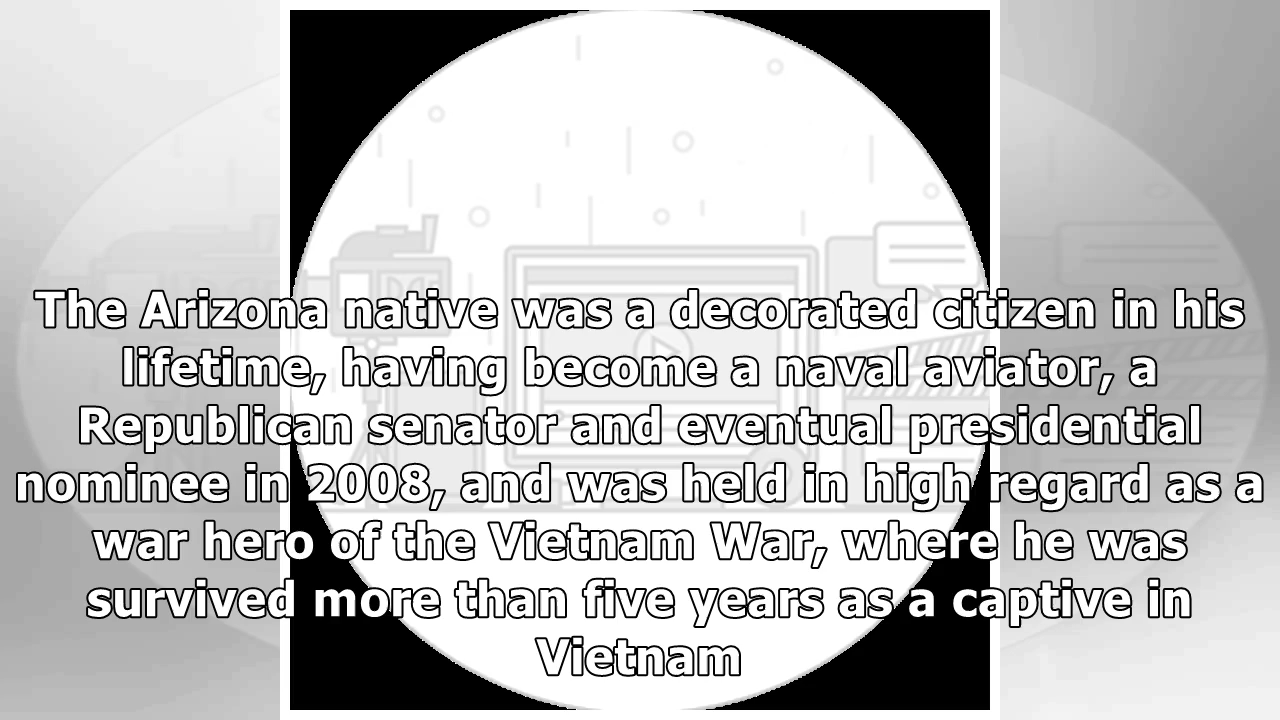 The Arizona native was a decorated citizen in his
lifetime, having become a naval aviator, a
Republican senator and eventual presidential
nominee in 2008, and was held in high regard as a
war hero of the Vietnam War, where he was
survived more than five years as a captive in
Vietnam